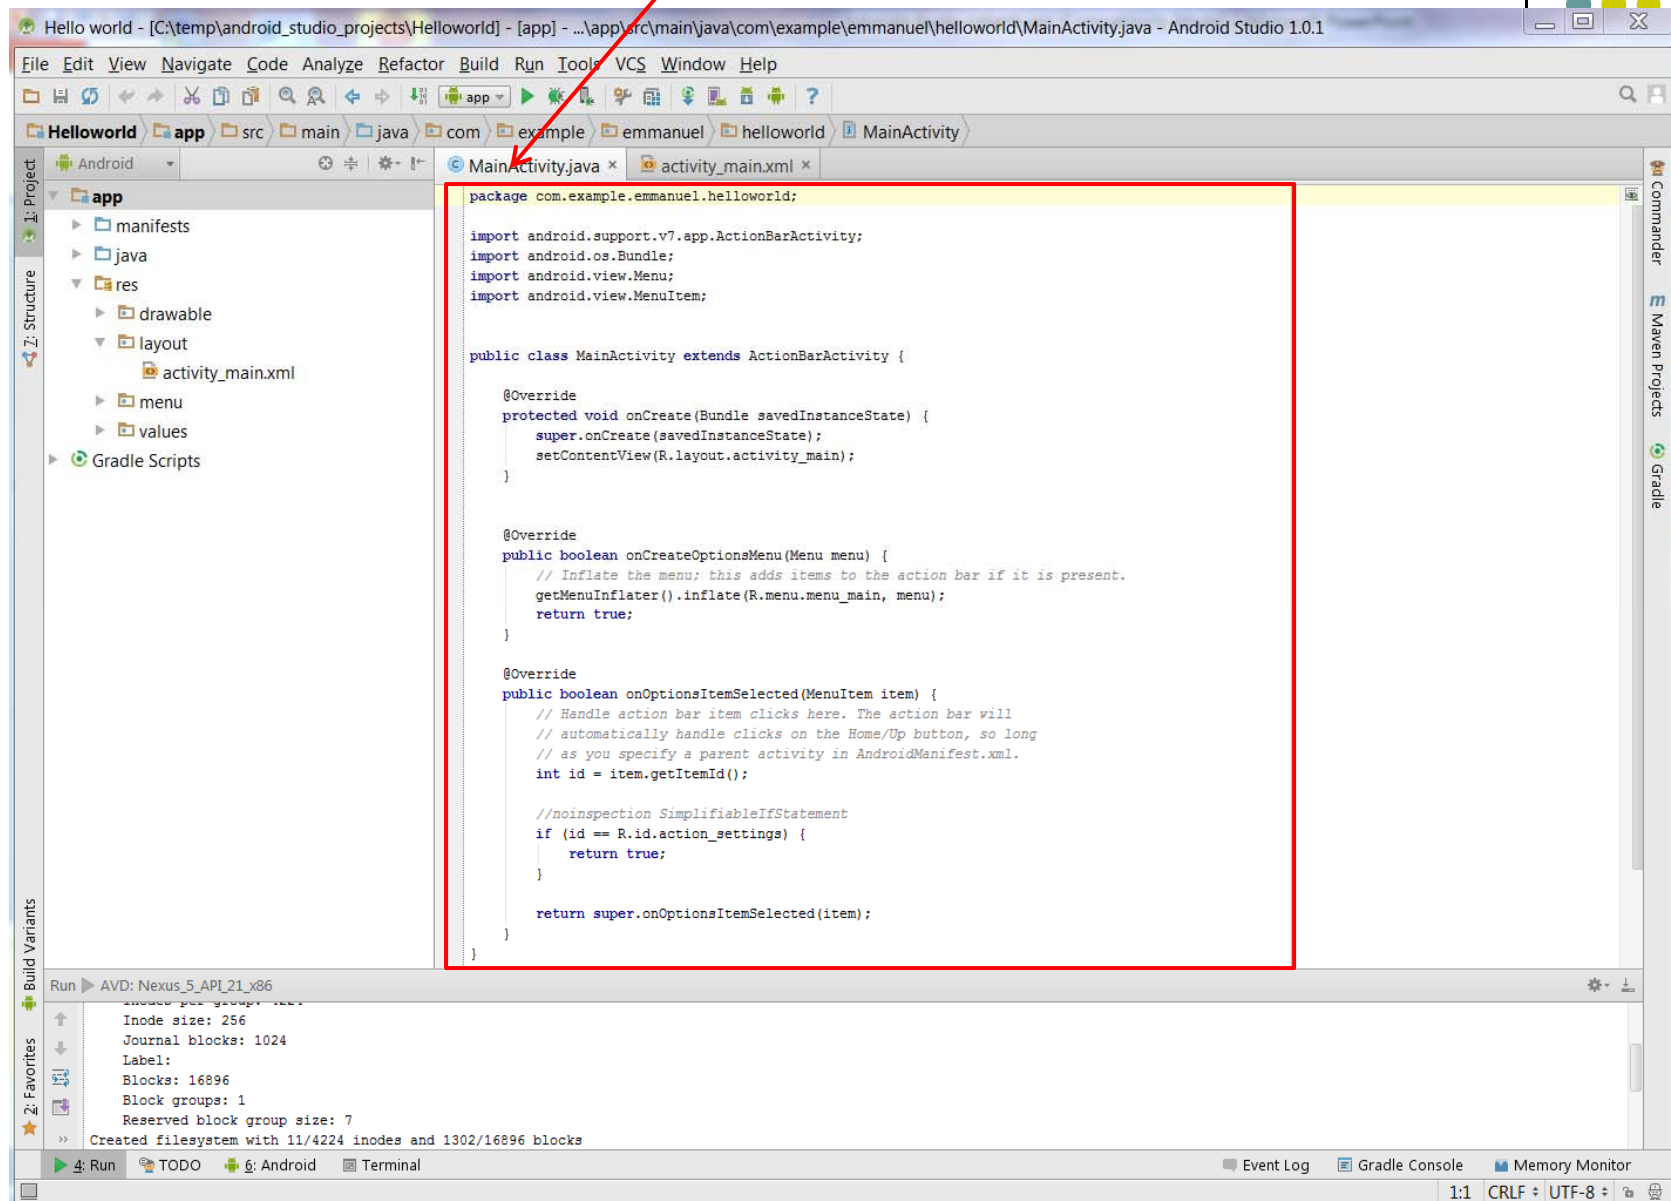 Hello world - [C:\temp\android_studio_projects\Helloworld] - [app] - ...\app\src\main\java\com\example\emmanuel\helloworld\MainActivity.java - Android Studio 1.0.1
File Edit View Navigate Code Analyze Refactor Build Run Tools VCS Window Help
app
Helloworld app src main java com example emmanuel helloworld MainActivity
Android
MainActivity.java
activity_main.xml
1: Project
7: Structure
Build Variants
2: Favorites
app
manifests
java
res
drawable
layout
activity_main.xml
menu
values
Gradle Scripts
package com.example.emmanuel.helloworld;
import android.support.v7.app.ActionBarActivity;
import android.os.Bundle;
import android.view.Menu;
import android.view.MenuItem;
public class MainActivity extends ActionBarActivity {
@Override
protected void onCreate(Bundle savedInstanceState) {
super.onCreate(savedInstanceState);
setContentView(R.layout.activity_main);
}
@Override
public boolean onCreateOptionsMenu(Menu menu) {
// Inflate the menu; this adds items to the action bar if it is present.
getMenuInflater().inflate(R.menu.menu_main, menu);
return true;
}
@Override
public boolean onOptionsItemSelected(MenuItem item) {
// Handle action bar item clicks here. The action bar will
// automatically handle clicks on the Home/Up button, so long
// as you specify a parent activity in AndroidManifest.xml.
int id = item.getItemId();
//noinspection SimplifiableIfStatement
if (id == R.id.action_settings) {
return true;
}
return super.onOptionsItemSelected(item);
}
}
Commander
Maven Projects
Gradle
Run AVD: Nexus_5_API_21_x86
Inode size: 256
Journal blocks: 1024
Label:
Blocks: 16896
Block groups: 1
Reserved block group size: 7
Created filesystem with 11/4224 inodes and 1302/16896 blocks
4: Run TODO 6: Android Terminal Event Log Gradle Console Memory Monitor
1:1 CRLF UTF-8